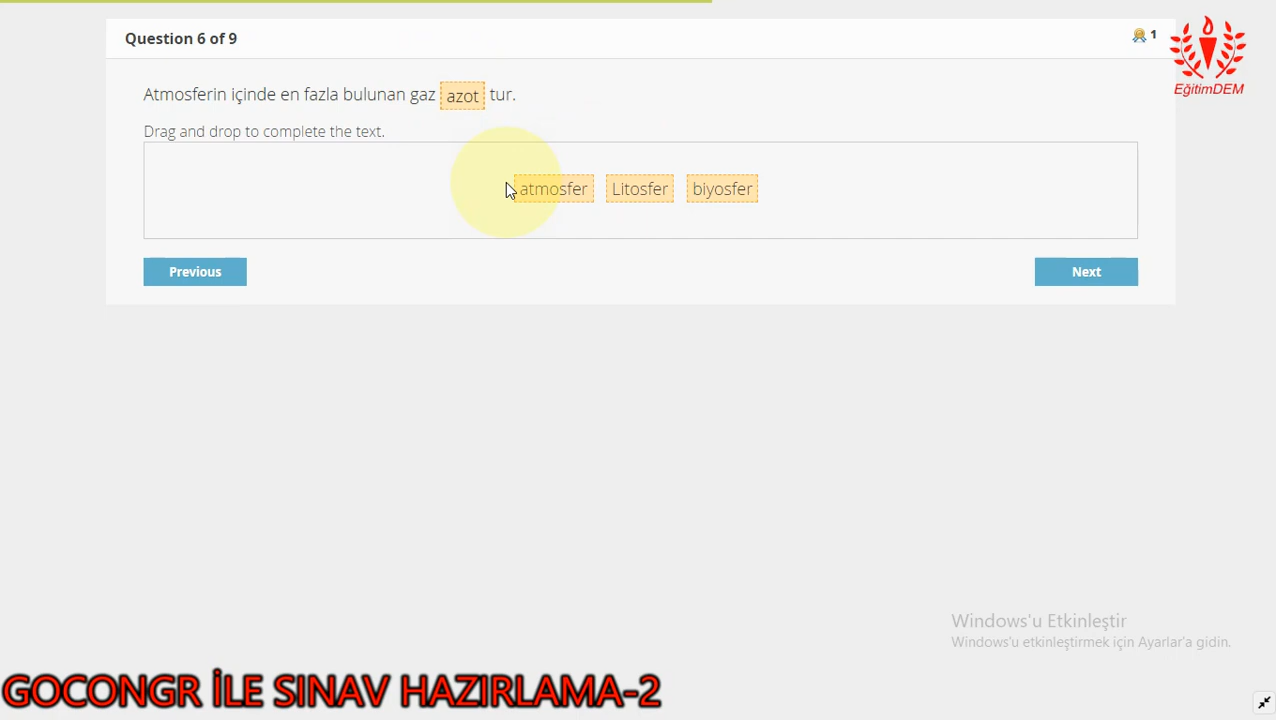 Question 6 of 9
1
EğitimDEM
Atmosferin içinde en fazla bulunan gaz azot tur.
Drag and drop to complete the text.
atmosfer Litosfer biyosfer
Previous Next
Windows'u Etkinleştir
Windows'u etkinleştirmek için Ayarlar'a gidin.
GOCONGR İLE SINAV HAZIRLAMA-2